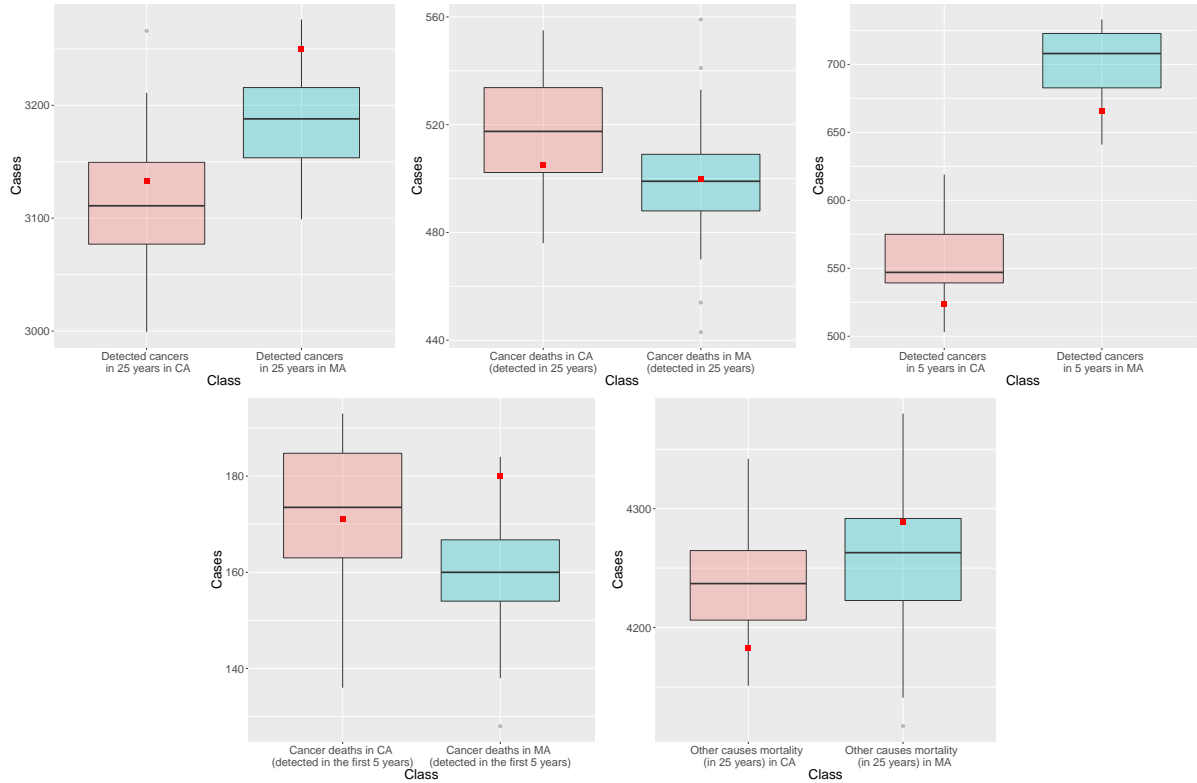 Cases
3200
3100
3000
Detected cancers
in 25 years in CA
Detected cancers
in 25 years in MA
Class
Cases
560
520
480
440
Cancer deaths in CA
(detected in 25 years)
Cancer deaths in MA
(detected in 25 years)
Class
Cases
700
650
600
550
500
Detected cancers
in 5 years in CA
Detected cancers
in 5 years in MA
Class
Cases
180
160
140
Cancer deaths in CA
(detected in the first 5 years)
Cancer deaths in MA
(detected in the first 5 years)
Class
Cases
4300
4200
Other causes mortality
(in 25 years) in CA
Other causes mortality
(in 25 years) in MA
Class